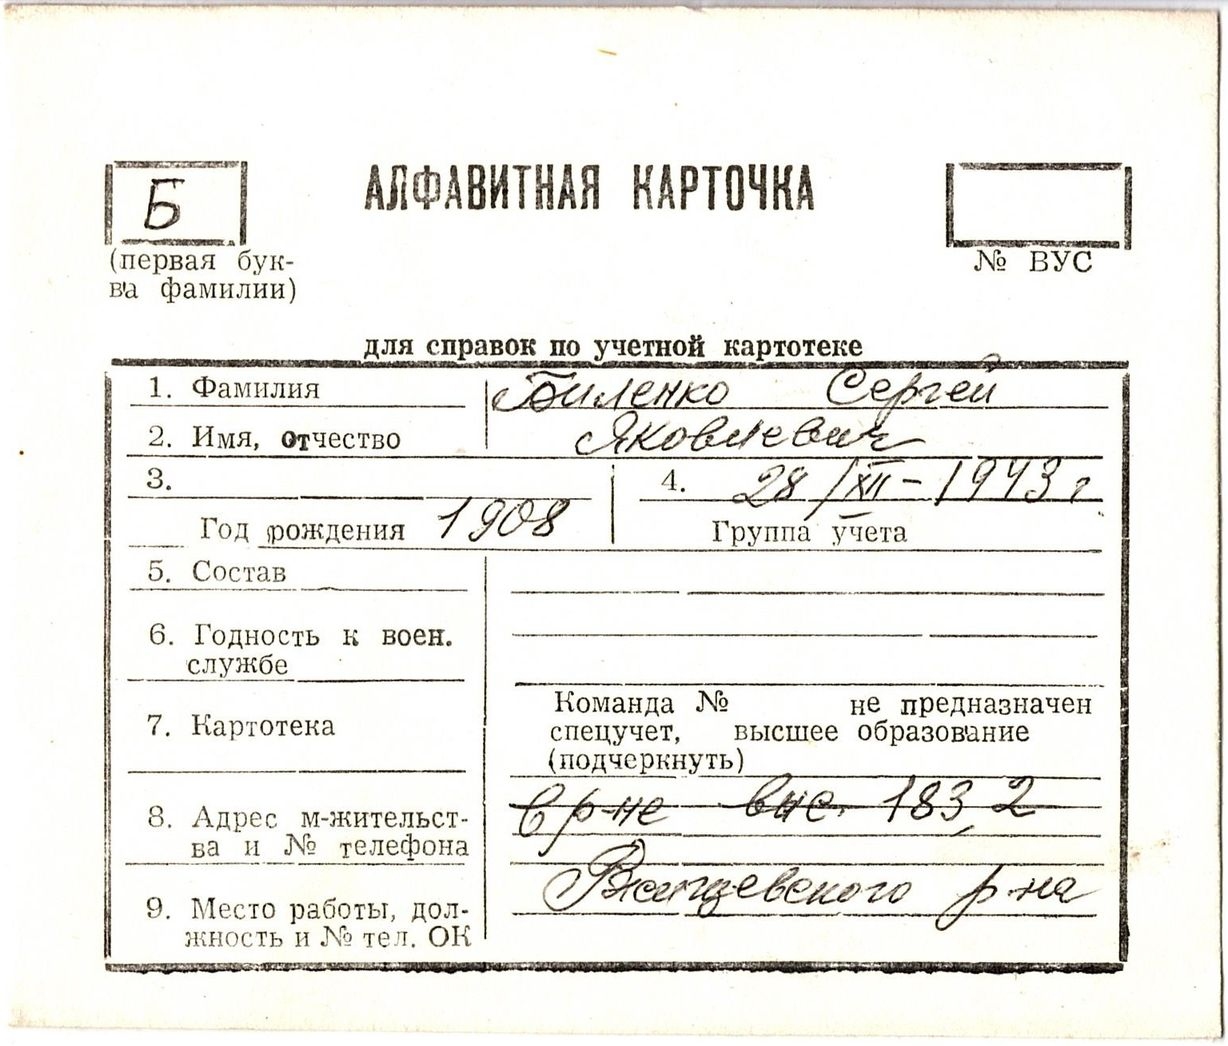 Б
АЛФАВИТНАЯ КАРТОЧКА
(первая бук-
ва фамилии)
№ ВУС
для справок по учетной картотеке
1. Фамилия Биленко Сергей
2. Имя, отчество Яковлевич
3.
Год рождения 1908
4. 28/XII-1943 г
Группа учета
5. Состав
6. Годность к воен.
службе
7. Картотека
Команда № не предназначен
спецучет, высшее образование
(подчеркнуть)
8. Адрес м-жительст-
ва и № телефона
в р-не выс. 183,2
Ржищевского р-на
9. Место работы, дол-
жность и № тел. ОК